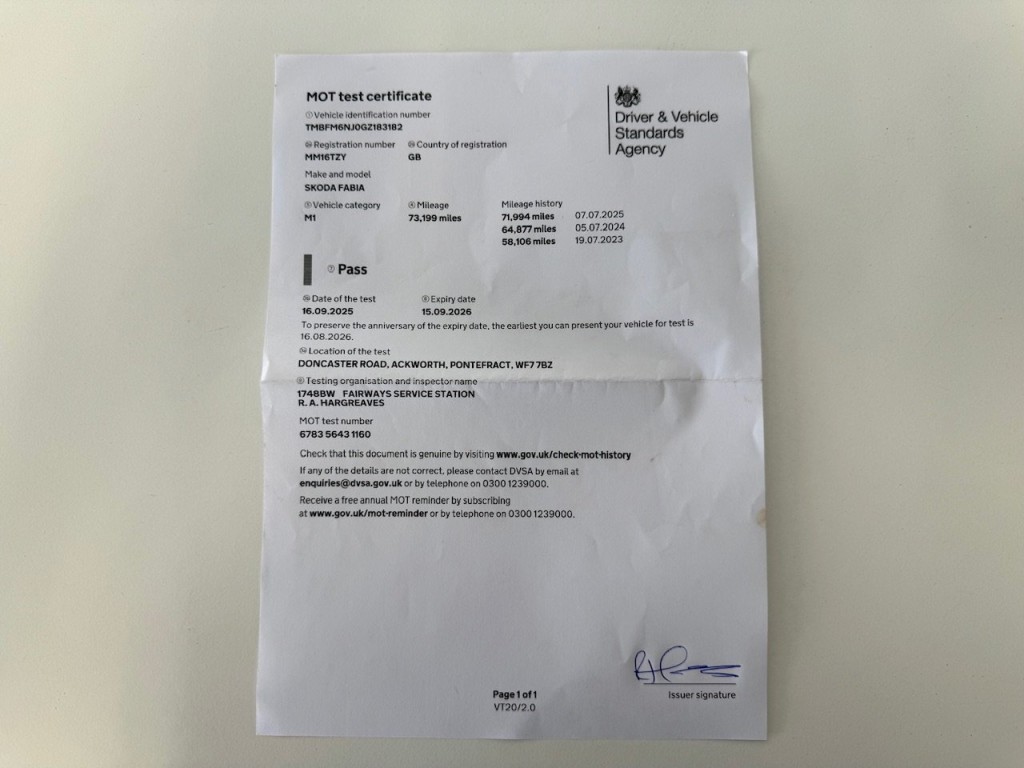 MOT test certificate
① Vehicle identification number
TMBFM6NJ0GZ183182
Registration number
Country of registration
MM16TZY
GB
Make and model
SKODA FABIA
Vehicle category
Mileage
M1
73,199 miles
Mileage history
71,994 miles 07.07.2025
64,877 miles 05.07.2024
58,106 miles 19.07.2023
Driver & Vehicle
Standards
Agency
⑦ Pass
Date of the test
Expiry date
16.09.2025
15.09.2026
To preserve the anniversary of the expiry date, the earliest you can present your vehicle for test is
16.08.2026.
Location of the test
DONCASTER ROAD, ACKWORTH, PONTEFRACT, WF7 7BZ
Testing organisation and inspector name
1748BW FAIRWAYS SERVICE STATION
R. A. HARGREAVES
MOT test number
6783 5643 1160
Check that this document is genuine by visiting www.gov.uk/check-mot-history
If any of the details are not correct, please contact DVSA by email at
enquiries@dvsa.gov.uk or by telephone on 0300 1239000.
Receive a free annual MOT reminder by subscribing
at www.gov.uk/mot-reminder or by telephone on 0300 1239000.
Issuer signature
Page 1 of 1
VT20/2.0